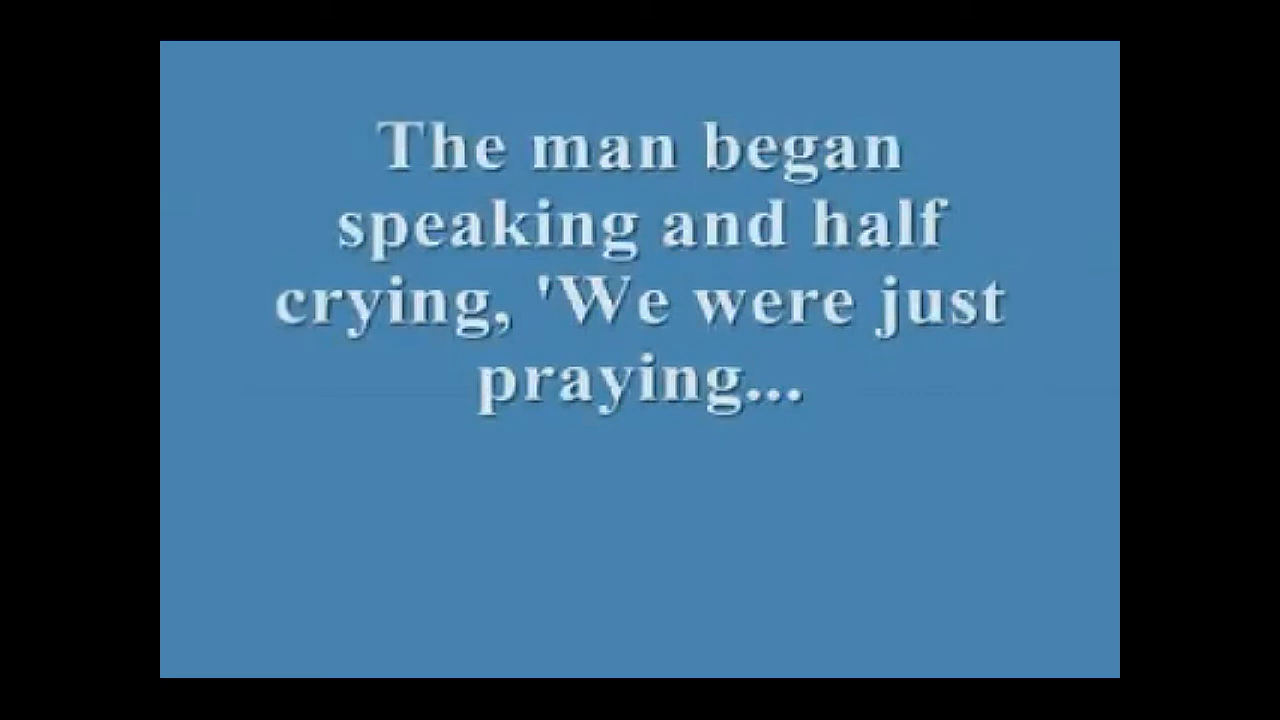 The man began
speaking and half
crying, 'We were just
praying...